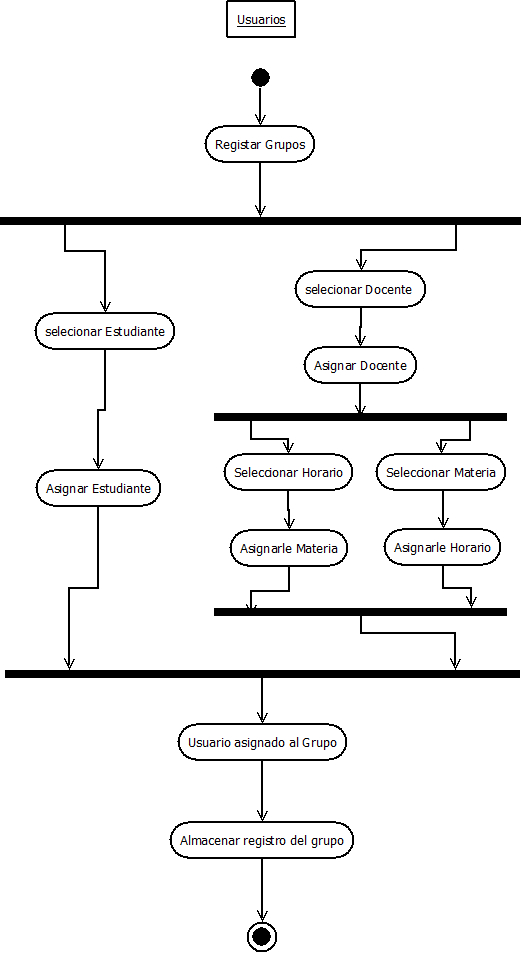 Usuarios
Registar Grupos
selecionar Docente
selecionar Estudiante
Asignar Docente
Seleccionar Horario
Seleccionar Materia
Asignar Estudiante
Asignarle Materia
Asignarle Horario
Usuario asignado al Grupo
Almacenar registro del grupo